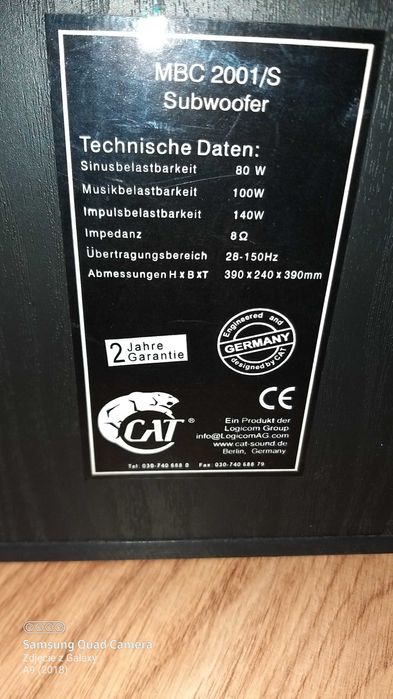 MBC 2001/S
Subwoofer
Technische Daten:
Sinusbelastbarkeit 80 W
Musikbelastbarkeit 100W
Impulsbelastbarkeit 140W
Impedanz 8Ω
Übertragungsbereich 28-150Hz
Abmessungen H x B x T 390 x 240 x 390mm
2 Jahre
Garantie
Engineered and
GERMANY
designed by CAT
CE
CAT ®
Ein Produkt der
Logicom Group
info@LogicomAG.com
www.cat-sound.de
Berlin, Germany
Tel: 030-740 688 0 Fax: 030-740 688 79
Samsung Quad Camera
Zdjęcie z Galaxy
A9 (2018)